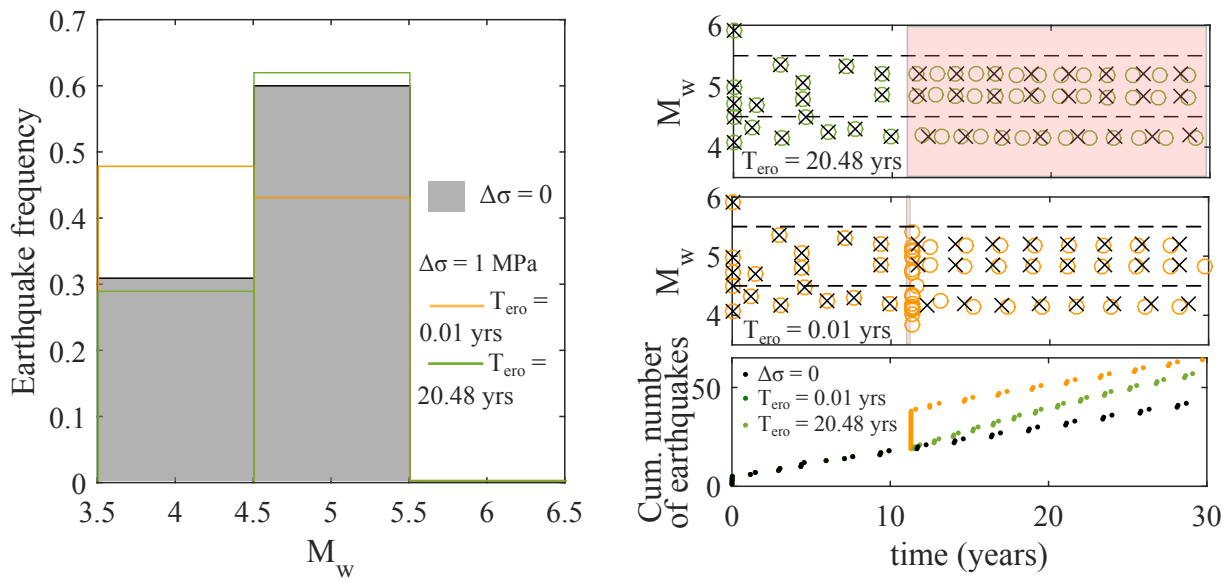 0.7
0.6
0.5
0.4
0.3
0.2
0.1
0
Earthquake frequency
3.5
4
4.5
5
5.5
6
6.5
M_w
Δσ = 0
Δσ = 1 MPa
T_ero =
0.01 yrs
T_ero =
20.48 yrs
6
5
4
M_w
T_ero = 20.48 yrs
6
5
4
M_w
T_ero = 0.01 yrs
50
0
Cum. number
of earthquakes
Δσ = 0
T_ero = 0.01 yrs
T_ero = 20.48 yrs
0
10
20
30
time (years)